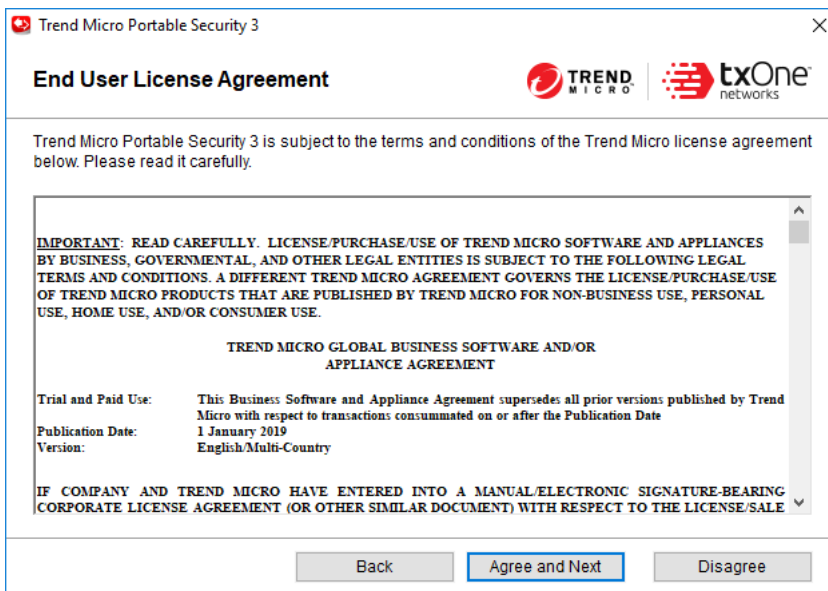 Trend Micro Portable Security 3
End User License Agreement
TREND
MICRO
txOne
networks
Trend Micro Portable Security 3 is subject to the terms and conditions of the Trend Micro license agreement
below. Please read it carefully.
IMPORTANT: READ CAREFULLY. LICENSE/PURCHASE/USE OF TREND MICRO SOFTWARE AND APPLIANCES
BY BUSINESS, GOVERNMENTAL, AND OTHER LEGAL ENTITIES IS SUBJECT TO THE FOLLOWING LEGAL
TERMS AND CONDITIONS. A DIFFERENT TREND MICRO AGREEMENT GOVERNS THE LICENSE/PURCHASE/USE
OF TREND MICRO PRODUCTS THAT ARE PUBLISHED BY TREND MICRO FOR NON-BUSINESS USE, PERSONAL
USE, HOME USE, AND/OR CONSUMER USE.
TREND MICRO GLOBAL BUSINESS SOFTWARE AND/OR
APPLIANCE AGREEMENT
Trial and Paid Use: This Business Software and Appliance Agreement supersedes all prior versions published by Trend
Micro with respect to transactions consummated on or after the Publication Date
Publication Date: 1 January 2019
Version: English/Multi-Country
IF COMPANY AND TREND MICRO HAVE ENTERED INTO A MANUAL/ELECTRONIC SIGNATURE-BEARING
CORPORATE LICENSE AGREEMENT (OR OTHER SIMILAR DOCUMENT) WITH RESPECT TO THE LICENSE/SALE
Back Agree and Next Disagree